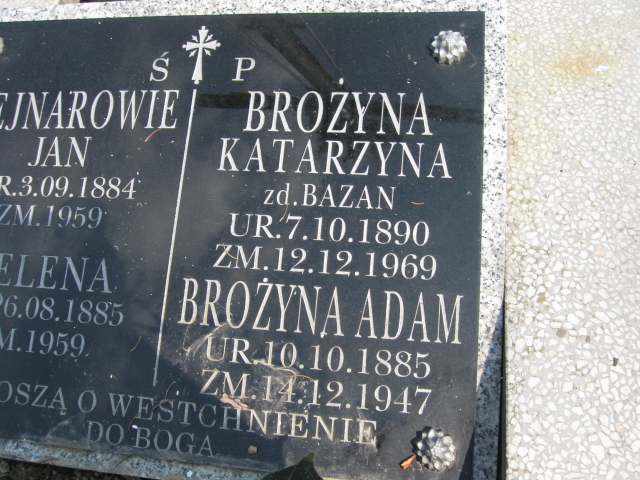 Ś P
EJNAROWIE
JAN
R.3.09.1884
ZM.1959
ELENA
26.08.1885
M.1959
BROŻYNA
KATARZYNA
zd.BAZAN
UR.7.10.1890
ZM.12.12.1969
BROŻYNA ADAM
UR.10.10.1885
ZM.14.12.1947
OSZĄ O WESTCHNIENIE
DO BOGA